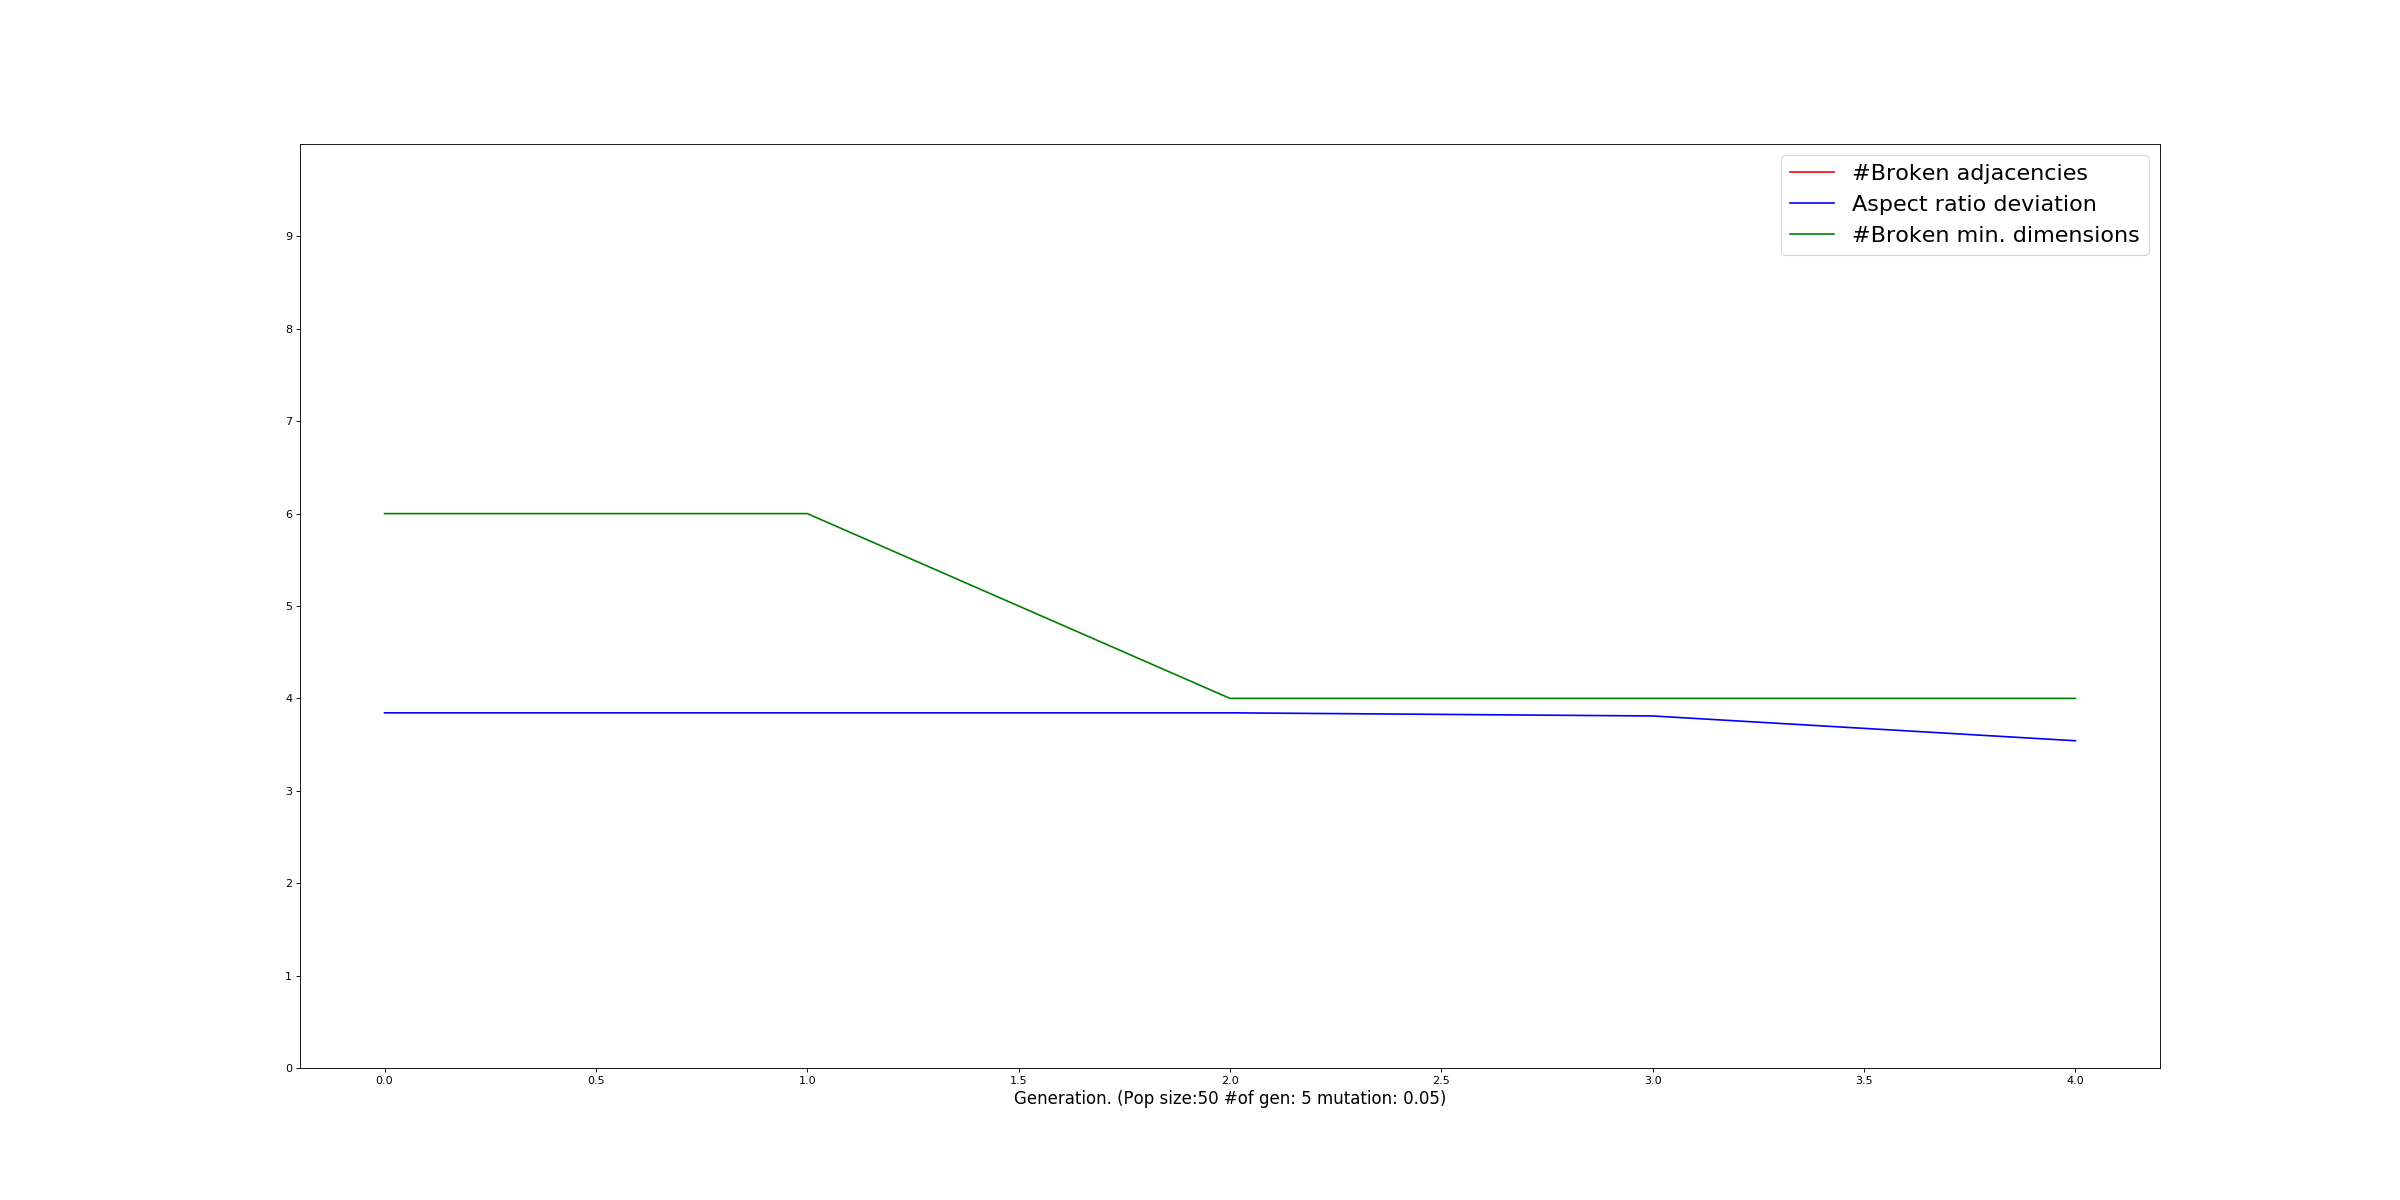 #Broken adjacencies
Aspect ratio deviation
#Broken min. dimensions
9
8
7
6
5
4
3
2
1
0
0.0 0.5 1.0 1.5 2.0 2.5 3.0 3.5 4.0
Generation. (Pop size:50 #of gen: 5 mutation: 0.05)